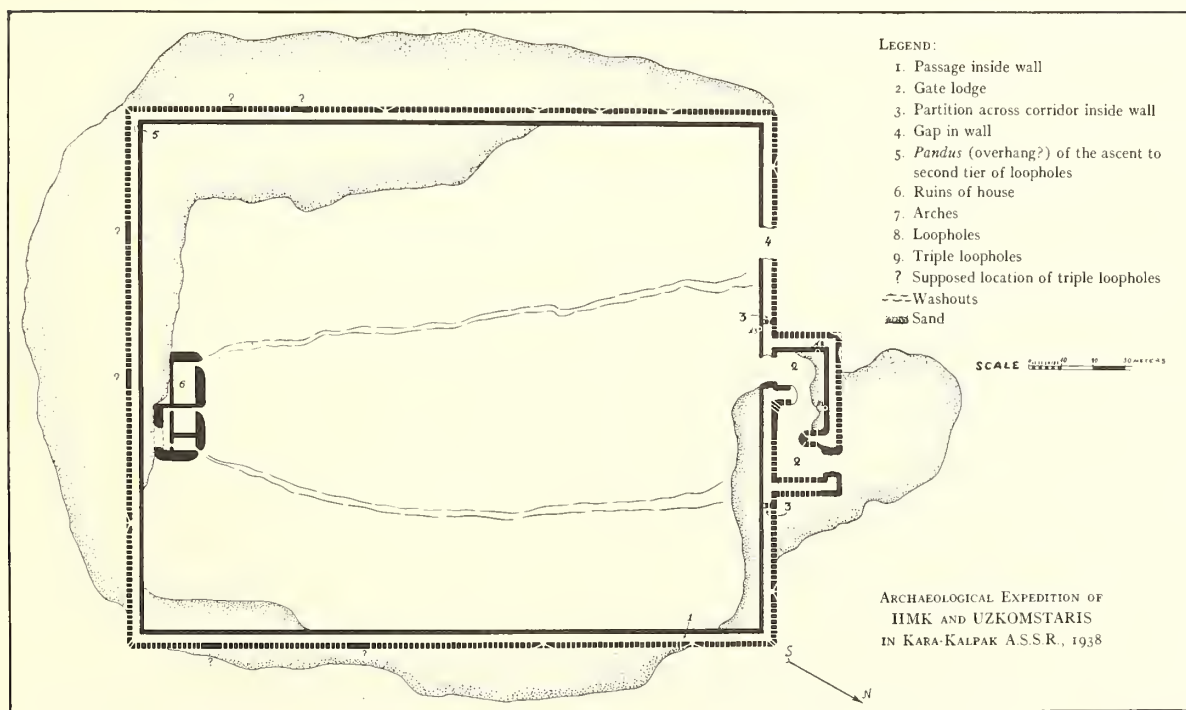 LEGEND:
1. Passage inside wall
2. Gate lodge
3. Partition across corridor inside wall
4. Gap in wall
5. Pandus (overhang?) of the ascent to
second tier of loopholes
6. Ruins of house
7. Arches
8. Loopholes
9. Triple loopholes
? Supposed location of triple loopholes
Washouts
Sand
SCALE
METERS
ARCHAEOLOGICAL EXPEDITION OF
IIMK AND UZKOMSTARIS
IN KARA-KALPAK A.S.S.R., 1938
? ?
5
?
4
3
?
2
6
2
3
1
? ?
S
N